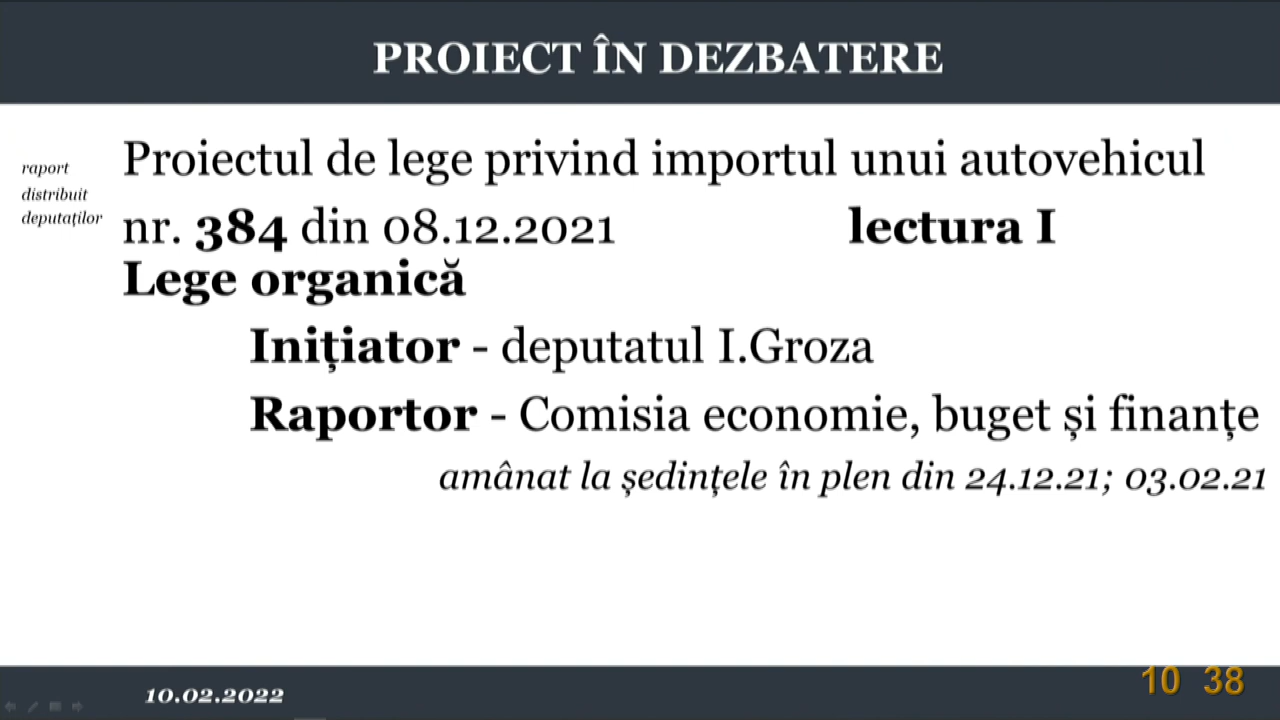 PROIECT ÎN DEZBATERE
raport
distribuit
deputaților
Proiectul de lege privind importul unui autovehicul
nr. 384 din 08.12.2021 lectura I
Lege organică
Inițiator - deputatul I.Groza
Raportor - Comisia economie, buget și finanțe
amânat la ședințele în plen din 24.12.21; 03.02.21
10.02.2022
10 38